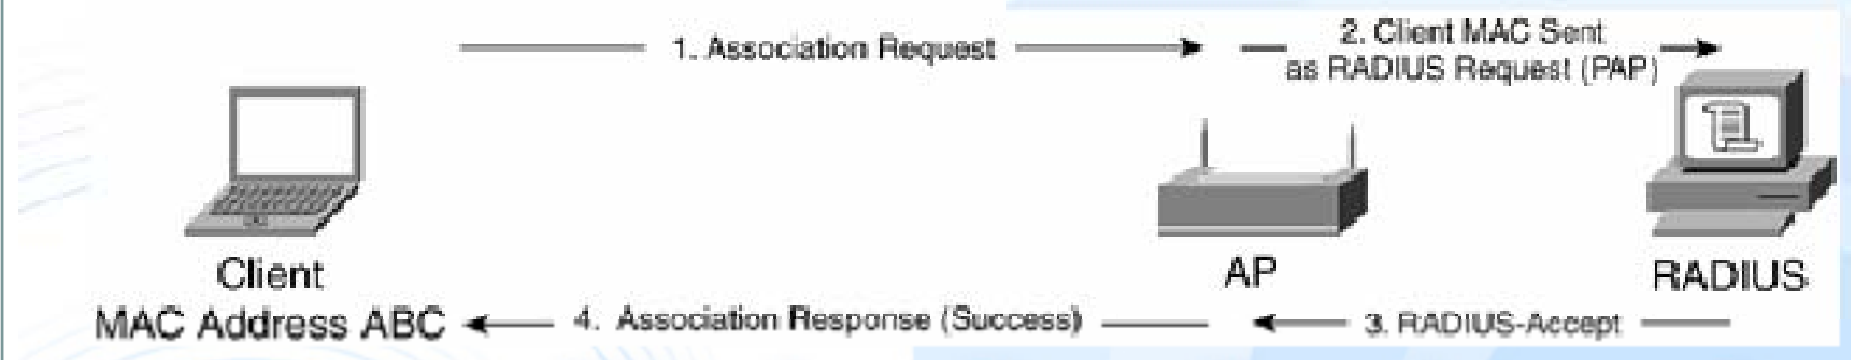 1. Association Request
2. Client MAC Sent
as RADIUS Request (PAP)
Client
MAC Address ABC
AP
RADIUS
4. Association Response (Success)
3. RADIUS-Accept